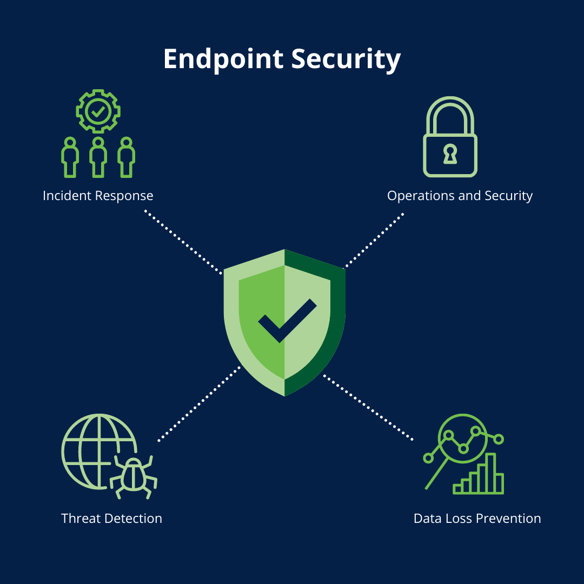 Endpoint Security
Incident Response
Operations and Security
Threat Detection
Data Loss Prevention